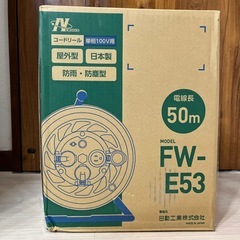 コードリール
単相100V用
屋外型
日本製
防雨・防塵型
電線長
50m
MODEL
FW-
E53
日動工業株式会社